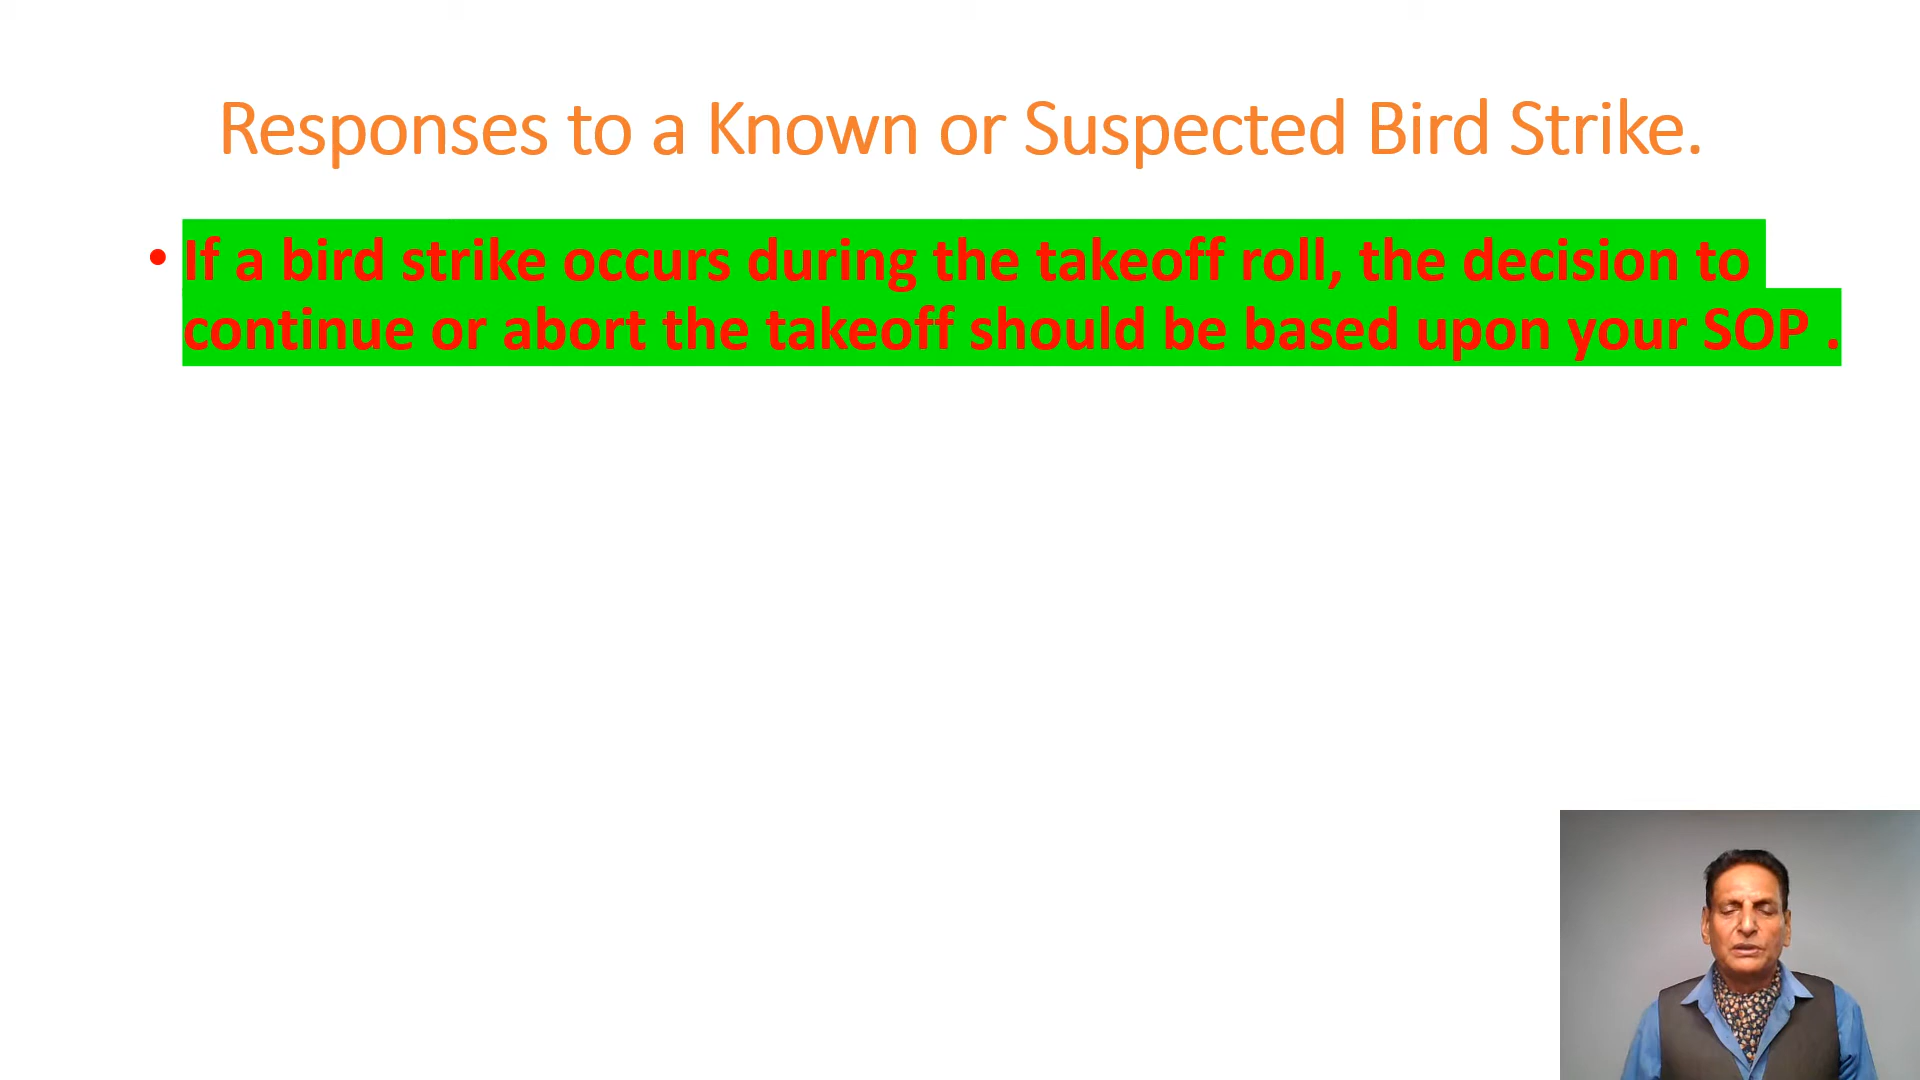 Responses to a Known or Suspected Bird Strike.
• If a bird strike occurs during the takeoff roll, the decision to
continue or abort the takeoff should be based upon your SOP .